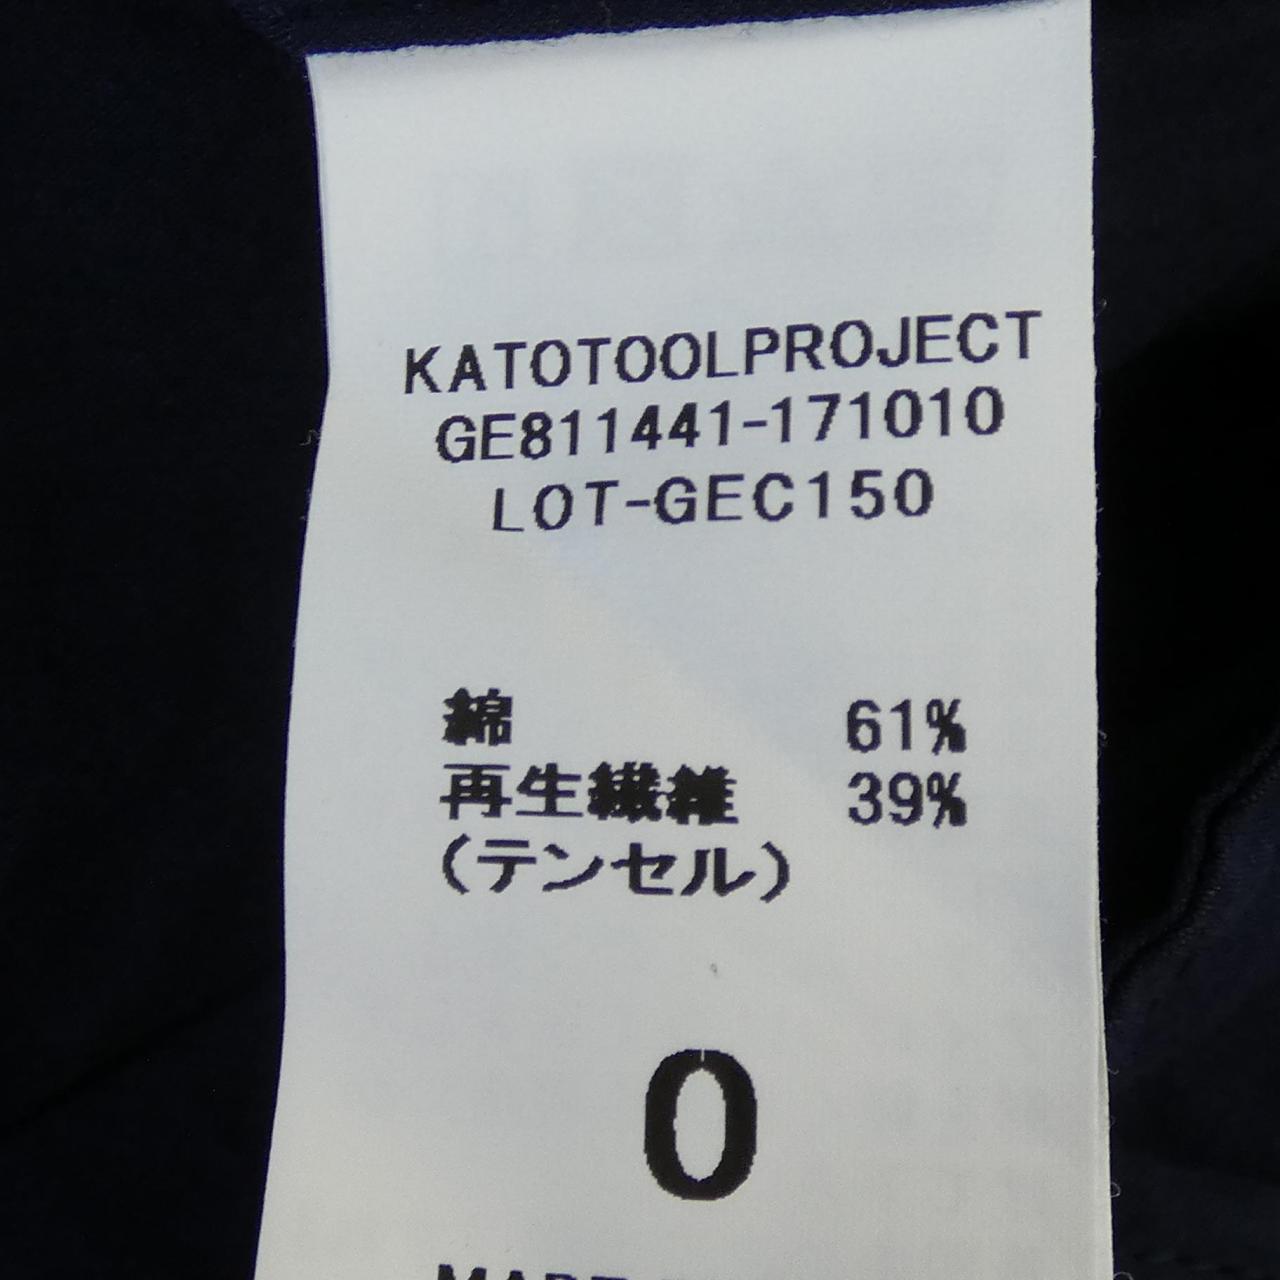 KATOTOOLPROJECT
GE811441-171010
LOT-GEC150
綿 61%
再生繊維 39%
(テンセル)
0